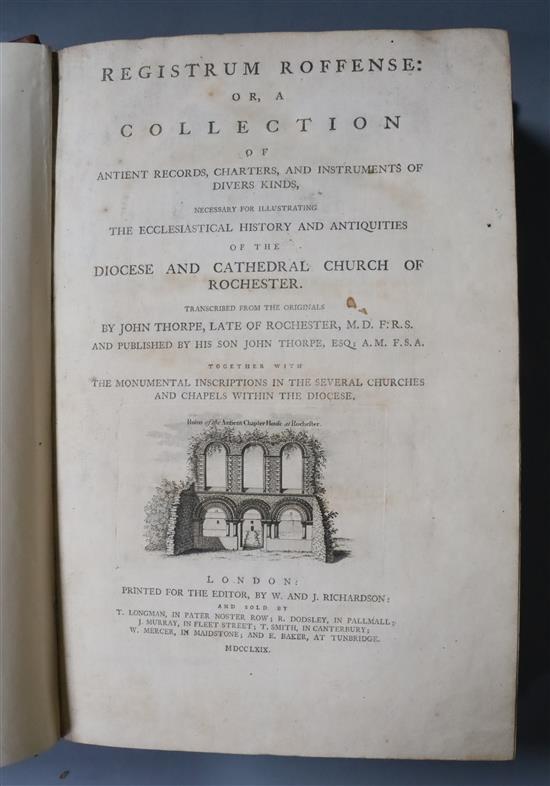 REGISTRUM ROFFENSE:
OR, A
COLLECTION
OF
ANTIENT RECORDS, CHARTERS, AND INSTRUMENTS OF
DIVERS KINDS,
NECESSARY FOR ILLUSTRATING
THE ECCLESIASTICAL HISTORY AND ANTIQUITIES
OF THE
DIOCESE AND CATHEDRAL CHURCH OF
ROCHESTER.
TRANSCRIBED FROM THE ORIGINALS
BY JOHN THORPE, LATE OF ROCHESTER, M.D. F.R.S.
AND PUBLISHED BY HIS SON JOHN THORPE, ESQ; A.M. F.S.A.
TOGETHER WITH
THE MONUMENTAL INSCRIPTIONS IN THE SEVERAL CHURCHES
AND CHAPELS WITHIN THE DIOCESE.
Ruins of the Antient Chapter House at Rochester.
LONDON:
PRINTED FOR THE EDITOR, BY W. AND J. RICHARDSON:
AND SOLD BY
T. LONGMAN, IN PATER NOSTER ROW; R. DODSLEY, IN PALLMALL;
J. MURRAY, IN FLEET STREET; T. SMITH, IN CANTERBURY;
W. MERCER, IN MAIDSTONE; AND E. BAKER, AT TUNBRIDGE.
MDCCLXIX.